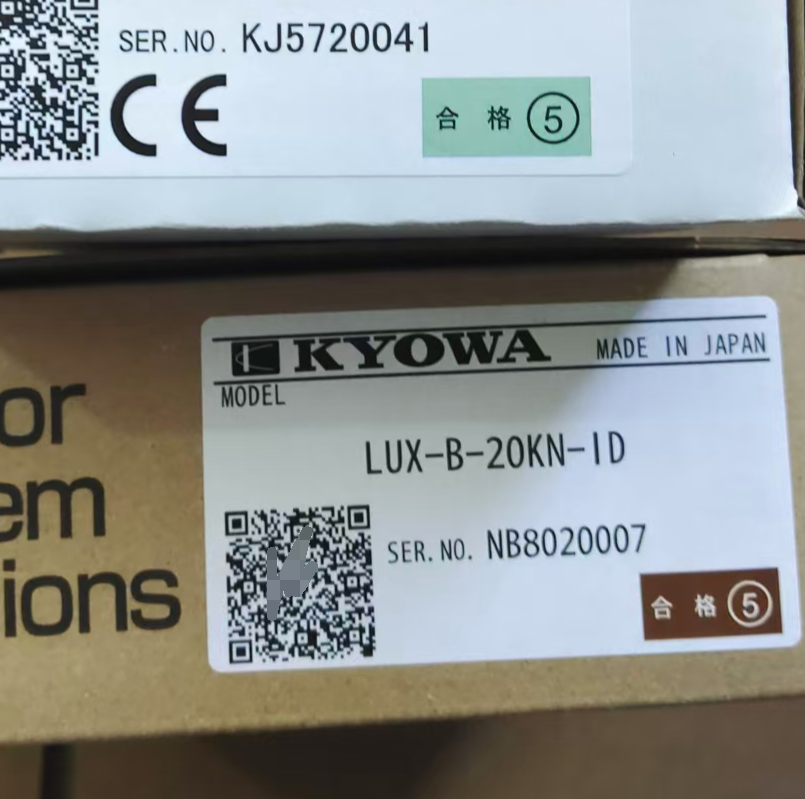 SER.NO. KJ5720041
CE
合格⑤
or
em
ions
KYOWA MADE IN JAPAN
MODEL
LUX-B-20KN-ID
SER.NO. NB8020007
合格⑤